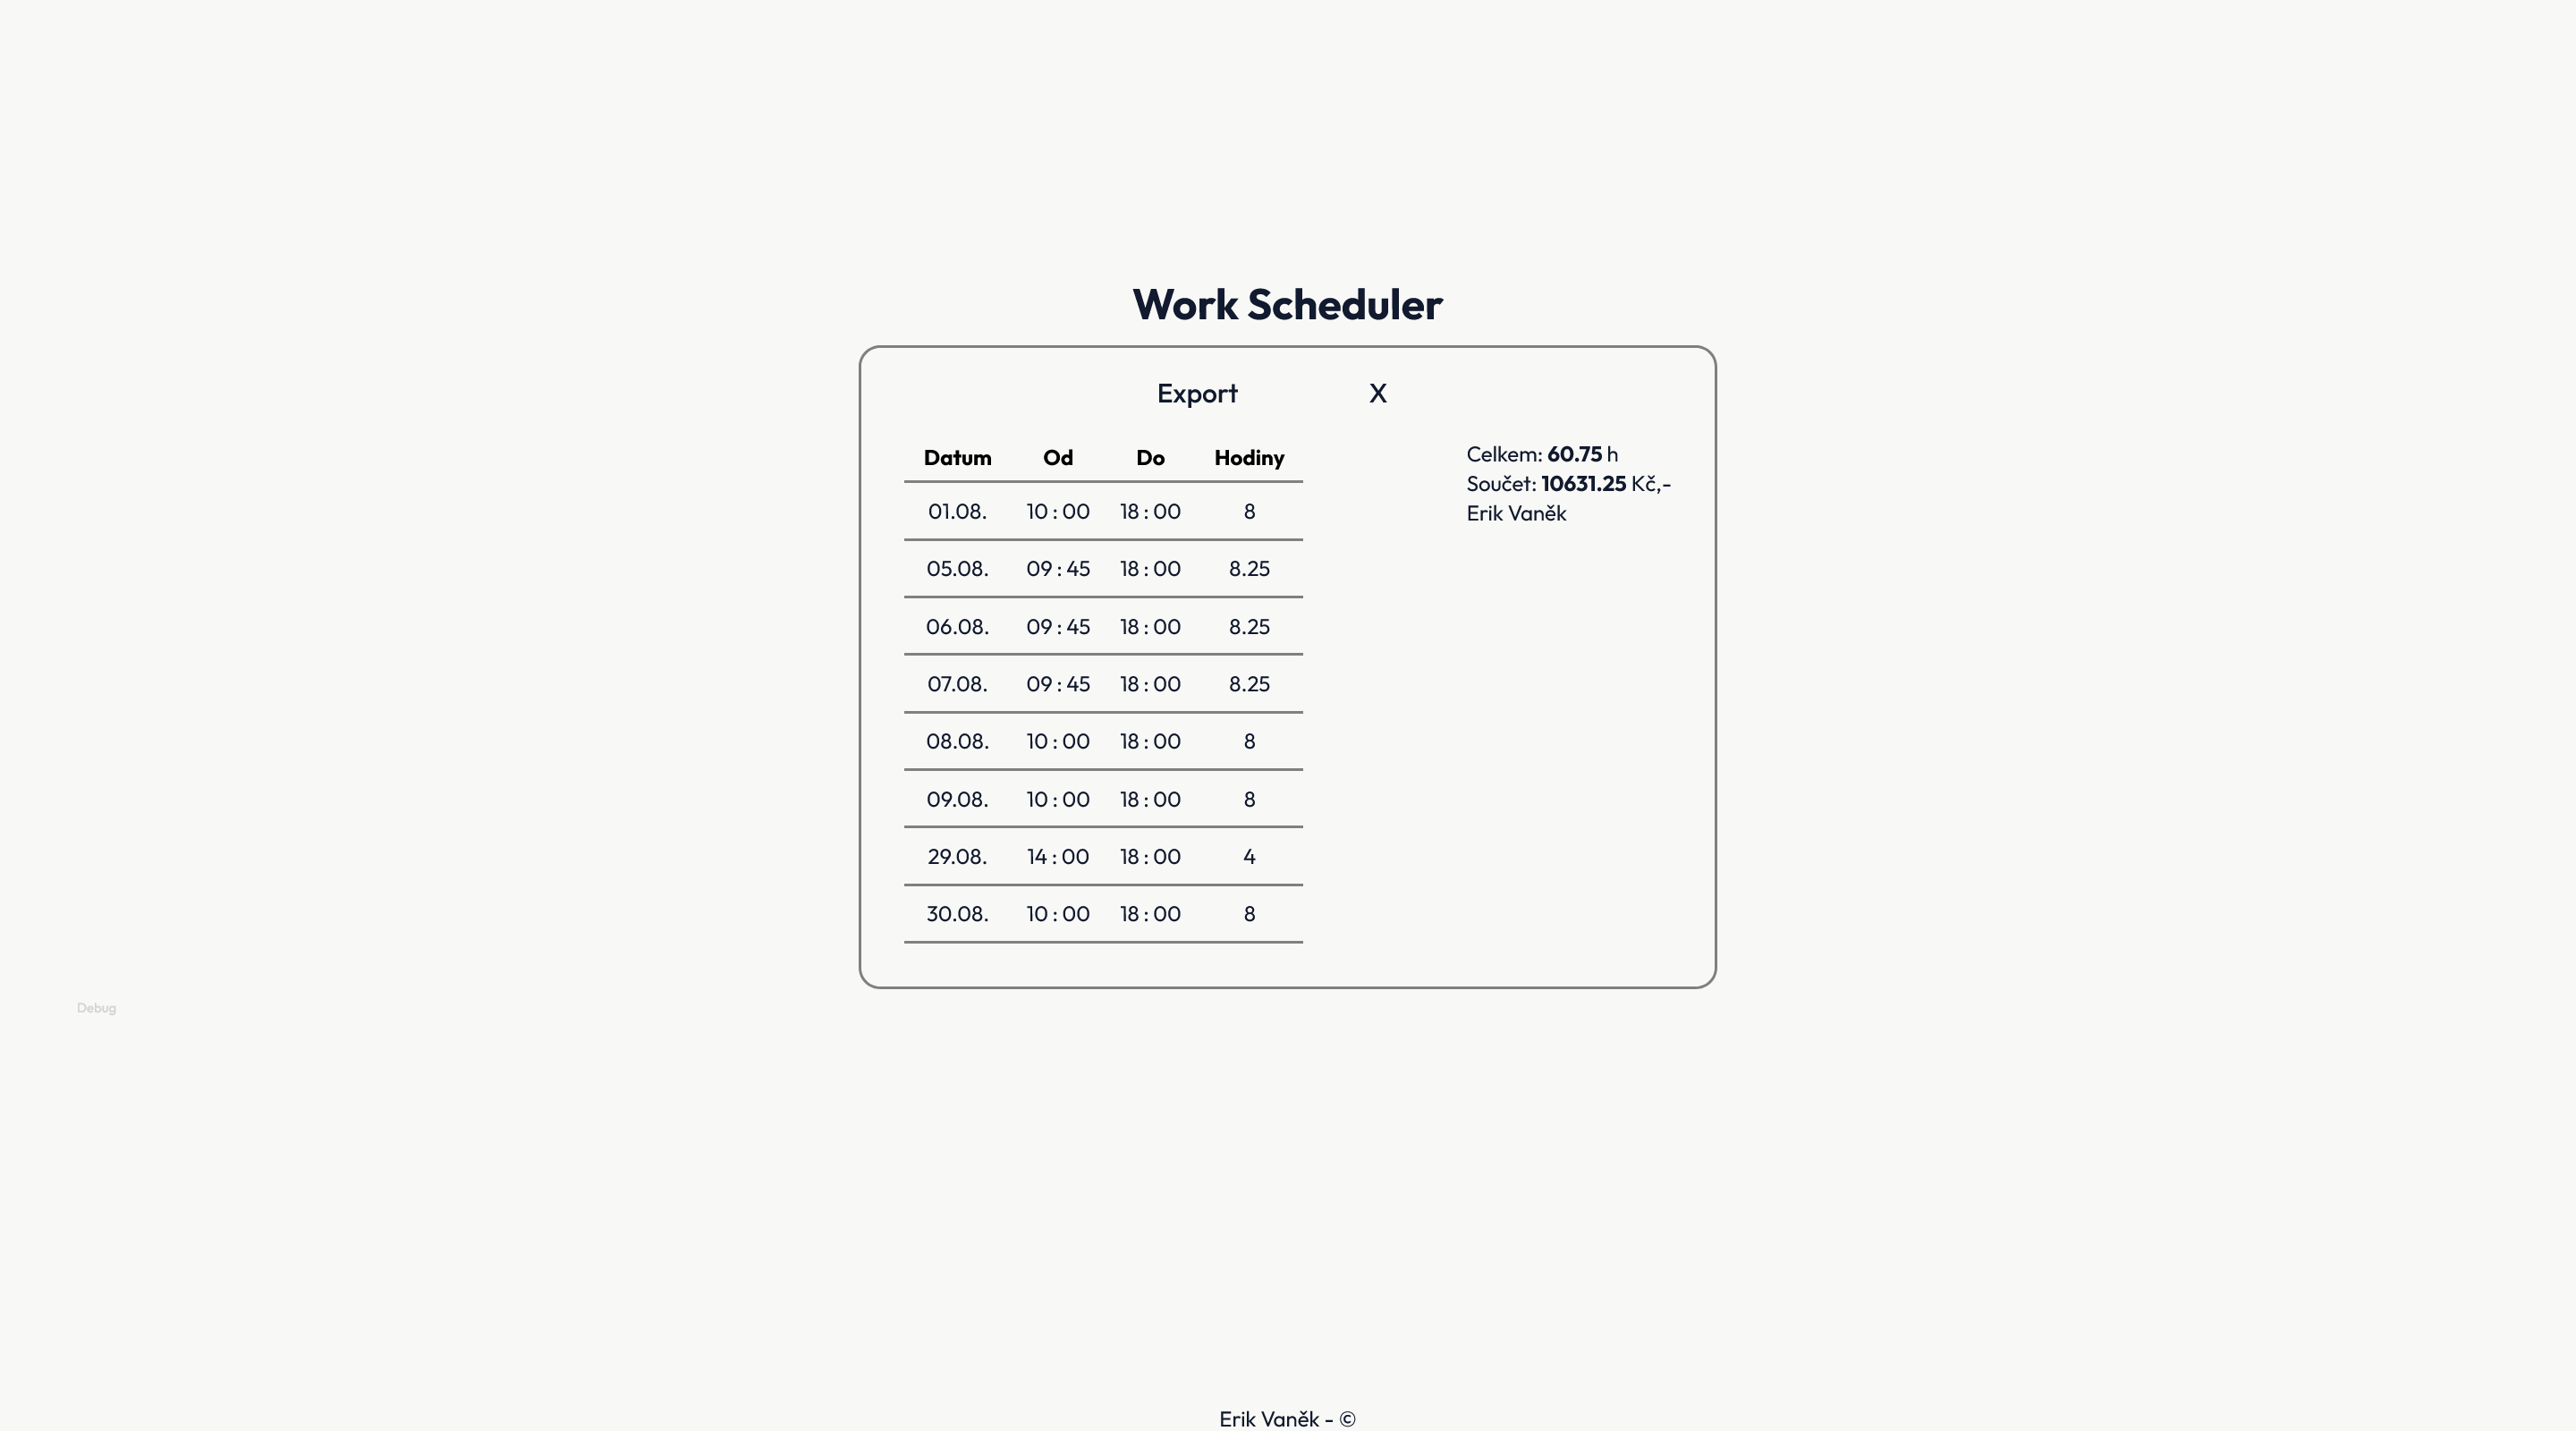 Work Scheduler
Export X
Datum Od Do Hodiny
01.08. 10 : 00 18 : 00 8
05.08. 09 : 45 18 : 00 8.25
06.08. 09 : 45 18 : 00 8.25
07.08. 09 : 45 18 : 00 8.25
08.08. 10 : 00 18 : 00 8
09.08. 10 : 00 18 : 00 8
29.08. 14 : 00 18 : 00 4
30.08. 10 : 00 18 : 00 8
Celkem: 60.75 h
Součet: 10631.25 Kč,-
Erik Vaněk
Debug
Erik Vaněk - ©